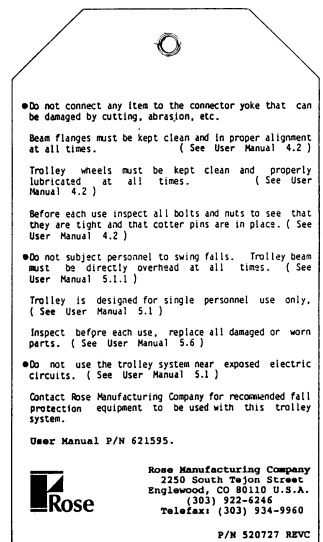 ●Do not connect any item to the connector yoke that can
be damaged by cutting, abrasion, etc.
Beam flanges must be kept clean and in proper alignment
at all times. ( See User Manual 4.2 )
Trolley wheels must be kept clean and properly
lubricated at all times. ( See User
Manual 4.2 )
Before each use inspect all bolts and nuts to see that
they are tight and that cotter pins are in place. ( See
User Manual 4.2 )
●Do not subject personnel to swing falls. Trolley beam
must be directly overhead at all times. ( See
User Manual 5.1.1 )
Trolley is designed for single personnel use only,
( See User Manual 5.1 )
Inspect before each use, replace all damaged or worn
parts. ( See User Manual 5.6 )
●Do not use the trolley system near exposed electric
circuits. ( See User Manual 5.1 )
Contact Rose Manufacturing Company for recommended fall
protection equipment to be used with this trolley
system.
User Manual P/N 621595.
Rose
Rose Manufacturing Company
2250 South Tejon Street
Englewood, CO 80110 U.S.A.
(303) 922-6246
Telefax: (303) 934-9960
P/N 520727 REVC